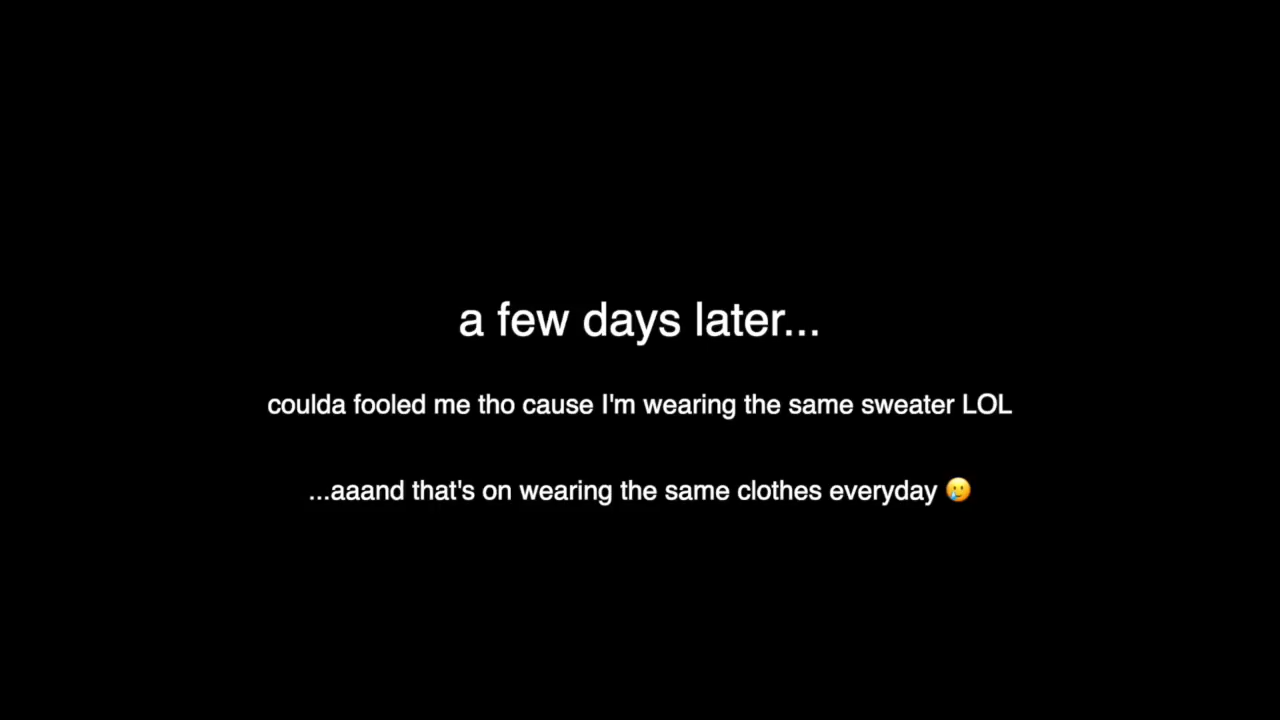 a few days later...
coulda fooled me tho cause I'm wearing the same sweater LOL
...aaand that's on wearing the same clothes everyday 🥲